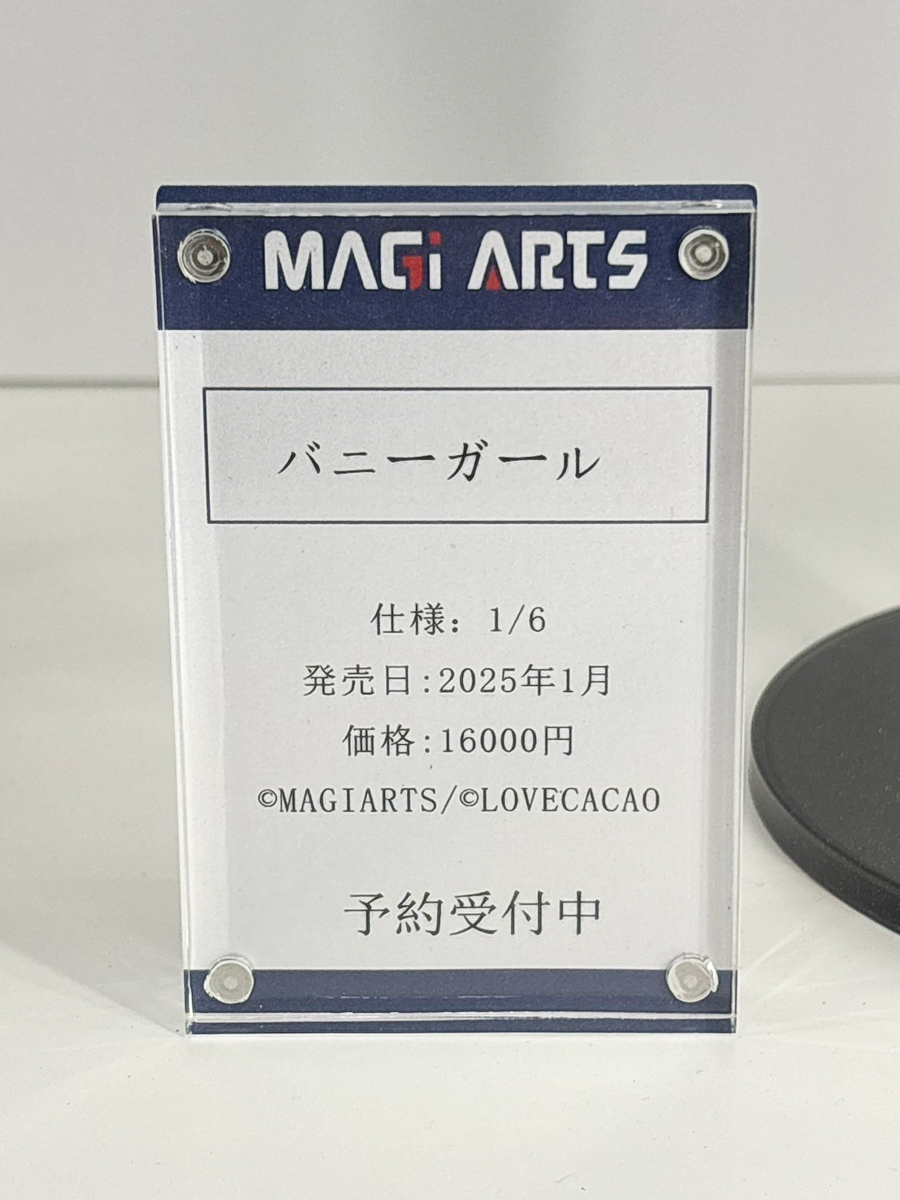 MAGi ARTS
バニーガール
仕様: 1/6
発売日:2025年1月
価格:16000円
©MAGIARTS/©LOVECACAO
予約受付中